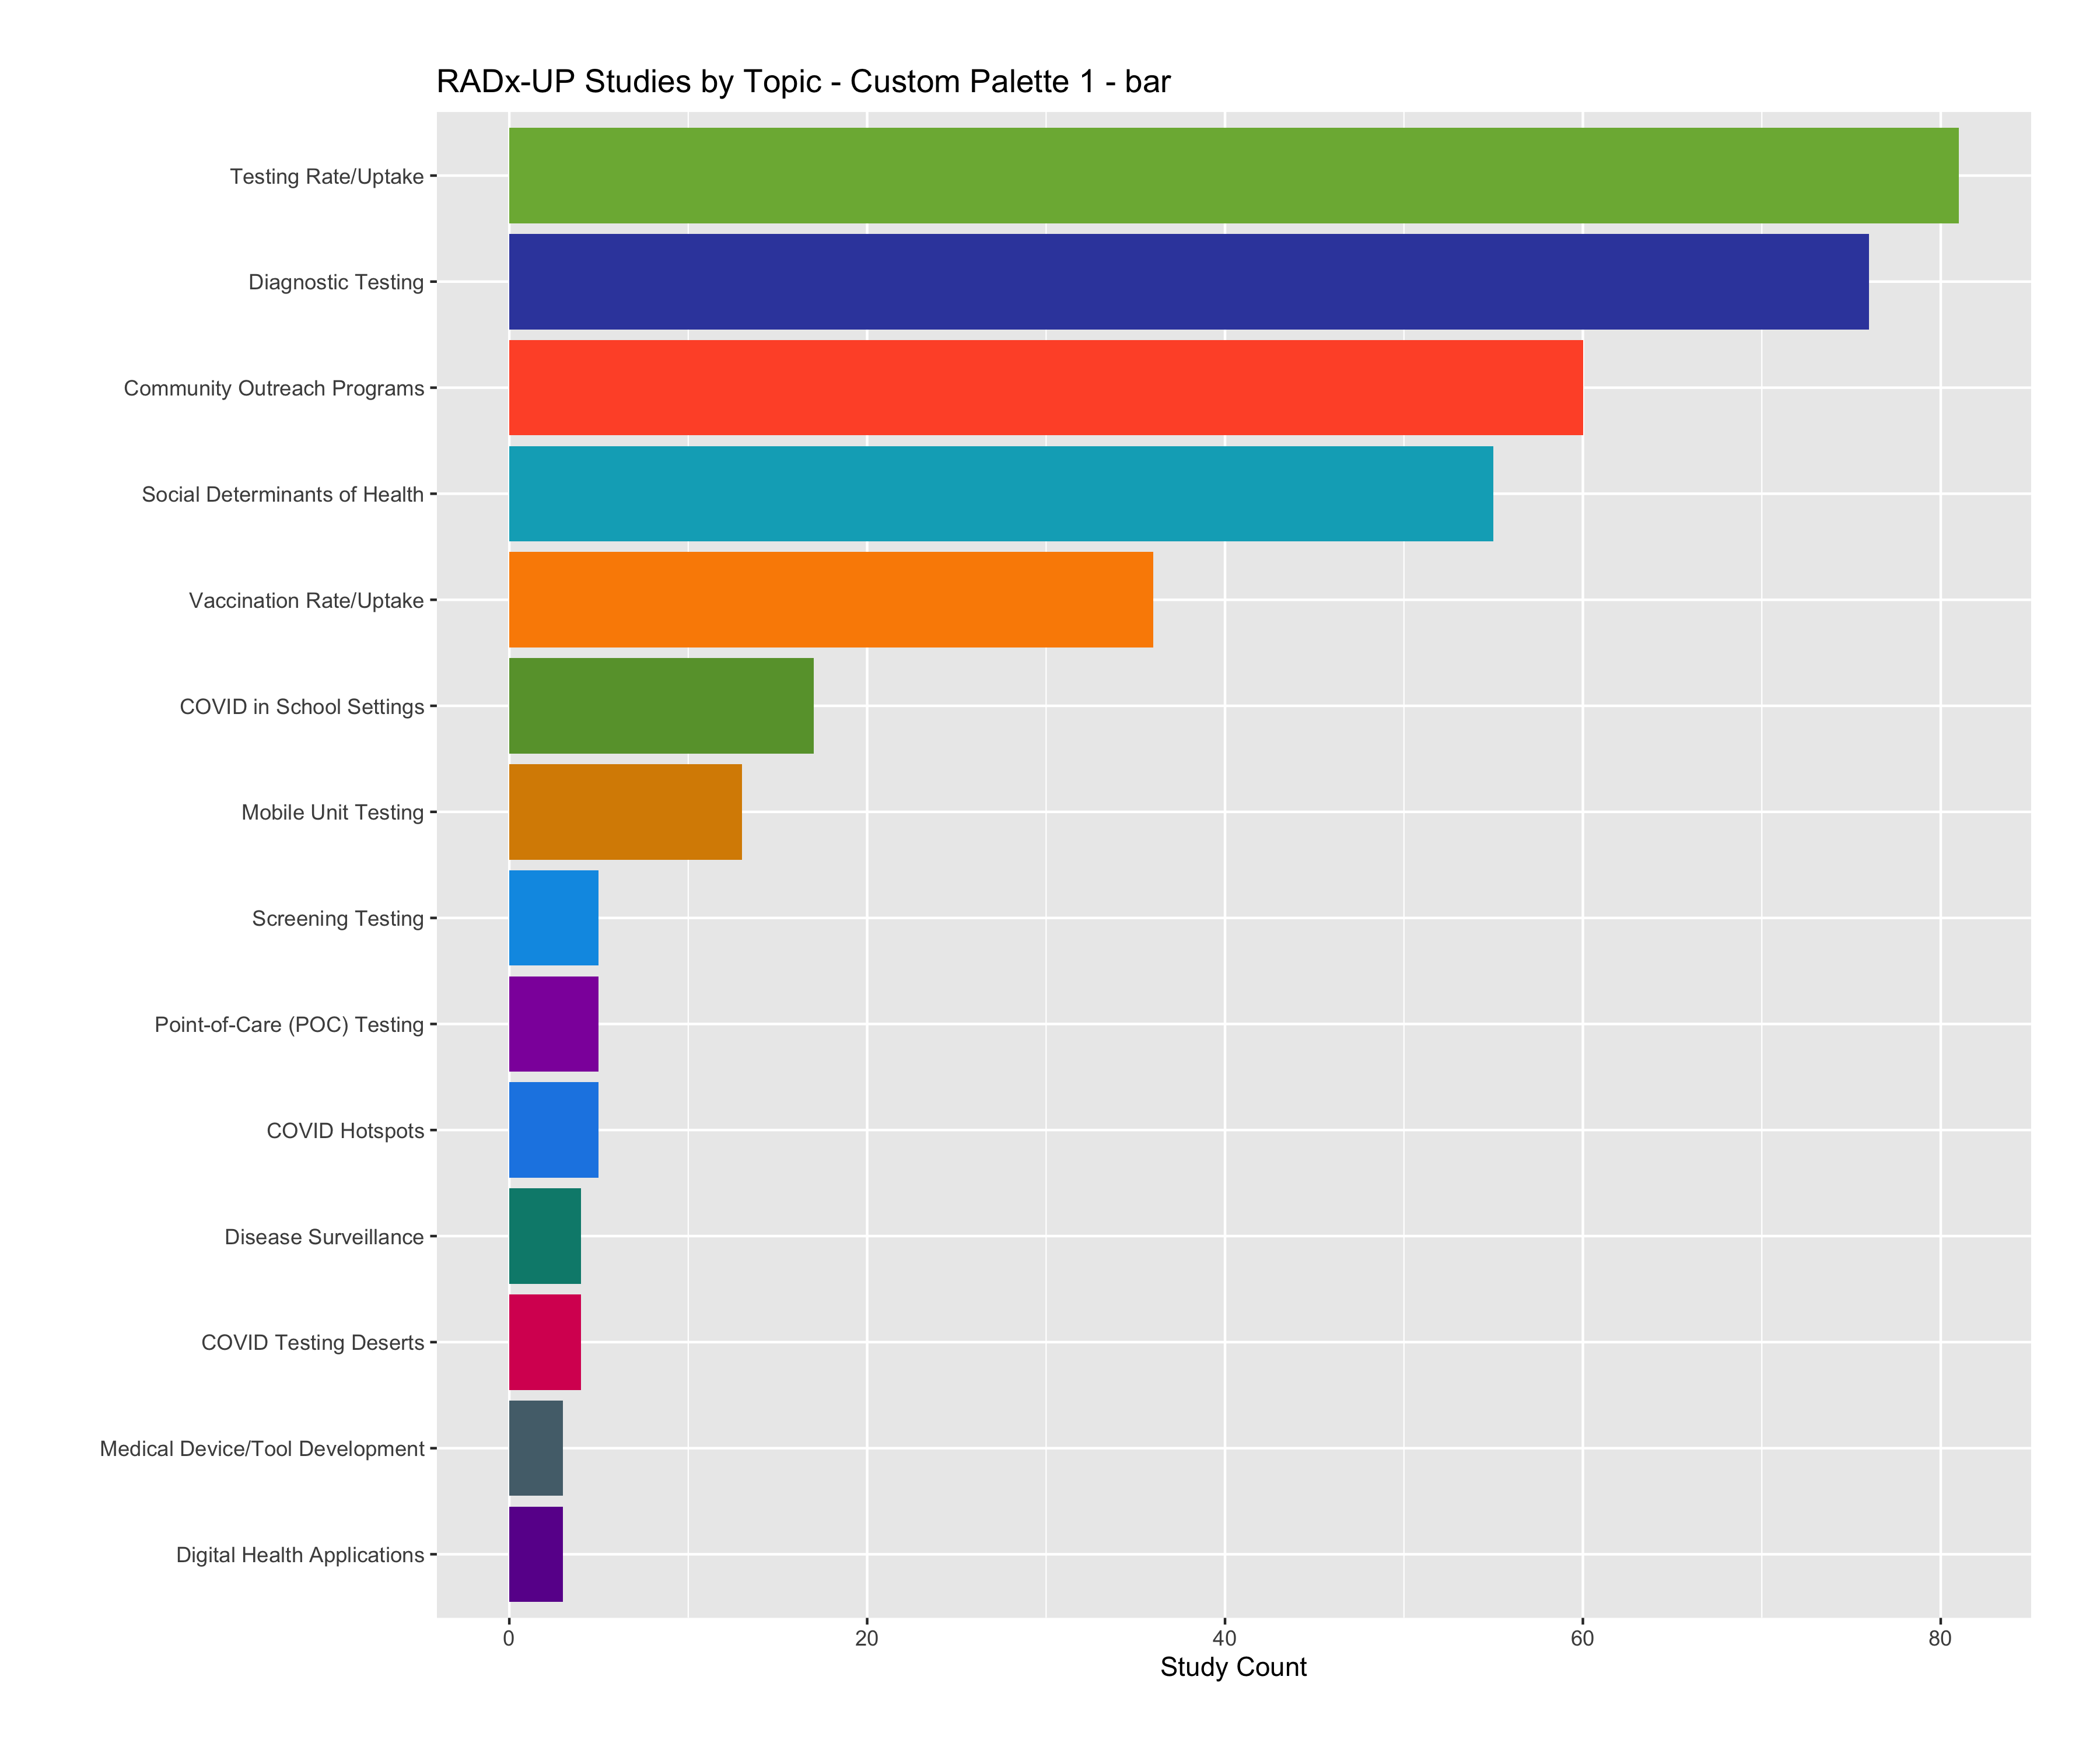 RADx-UP Studies by Topic - Custom Palette 1 - bar
Testing Rate/Uptake
Diagnostic Testing
Community Outreach Programs
Social Determinants of Health
Vaccination Rate/Uptake
COVID in School Settings
Mobile Unit Testing
Screening Testing
Point-of-Care (POC) Testing
COVID Hotspots
Disease Surveillance
COVID Testing Deserts
Medical Device/Tool Development
Digital Health Applications
0 20 40 60 80
Study Count